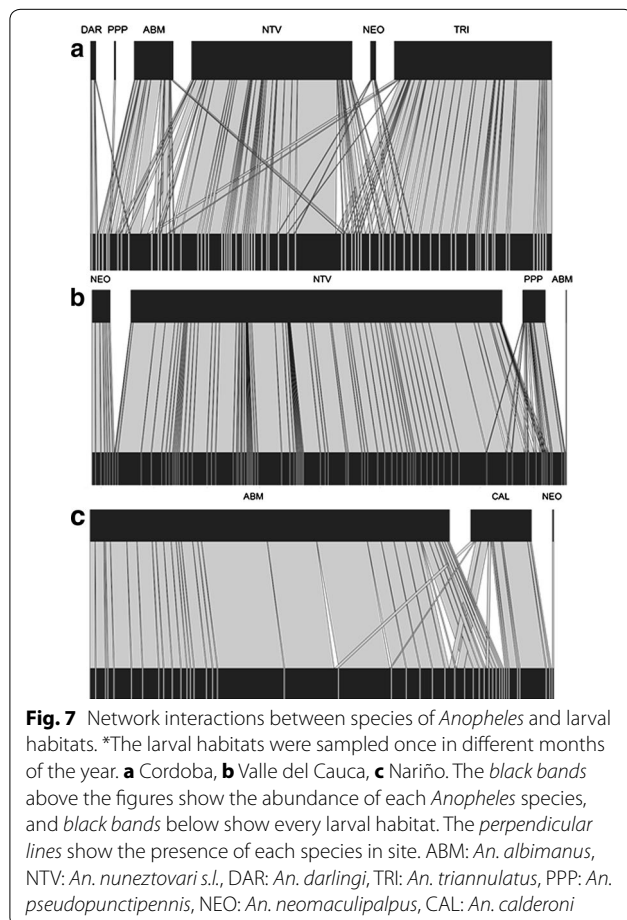 DAR PPP ABM NTV NEO TRI
a
NEO NTV PPP ABM
b
ABM CAL NEO
c
Fig. 7 Network interactions between species of Anopheles and larval
habitats. *The larval habitats were sampled once in different months
of the year. a Cordoba, b Valle del Cauca, c Nariño. The black bands
above the figures show the abundance of each Anopheles species,
and black bands below show every larval habitat. The perpendicular
lines show the presence of each species in site. ABM: An. albimanus,
NTV: An. nuneztovari s.l., DAR: An. darlingi, TRI: An. triannulatus, PPP: An.
pseudopunctipennis, NEO: An. neomaculipalpus, CAL: An. calderoni